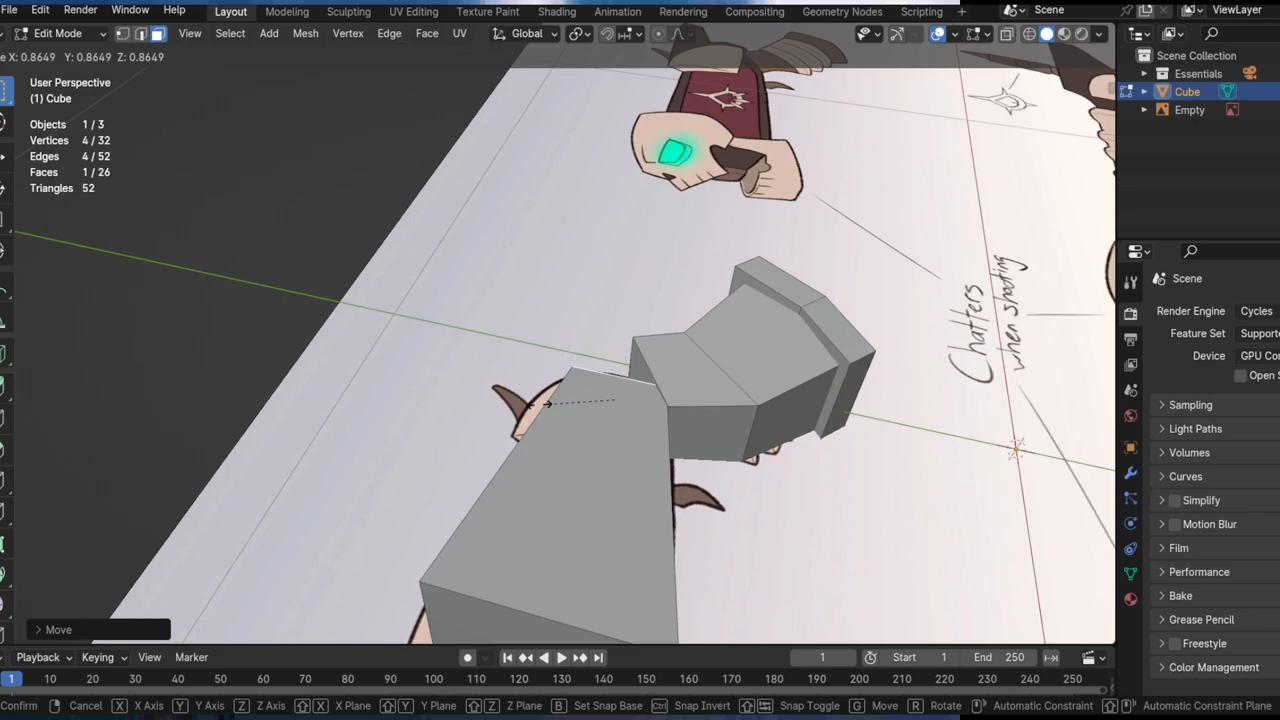 File Edit Render Window Help Layout Modeling Sculpting UV Editing Texture Paint Shading Animation Rendering Compositing Geometry Nodes Scripting Scene ViewLayer
Edit Mode View Select Add Mesh Vertex Edge Face UV Global
X: 0.8649 Y: 0.8649 Z: 0.8649
User Perspective
(1) Cube
Objects 1 / 3
Vertices 4 / 32
Edges 4 / 52
Faces 1 / 26
Triangles 52
Chatters
when shooting
Move
Scene Collection
Essentials
Cube
Empty
Scene
Render Engine Cycles
Feature Set
Device
Sampling
Light Paths
Volumes
Curves
Simplify
Motion Blur
Film
Performance
Bake
Grease Pencil
Freestyle
Color Management
Playback Keying View Marker 1 Start 1 End 250
1 10 20 30 40 50 60 70 80 90 100 110 120 130 140 150 160 170 180 190 200 210 220 230 240 250
Confirm Cancel X X Axis Y Y Axis Z Z Axis X X Plane Y Y Plane Z Z Plane B Set Snap Base Ctrl Snap Invert Snap Toggle G Move R Rotate Automatic Constraint Automatic Constraint Plane